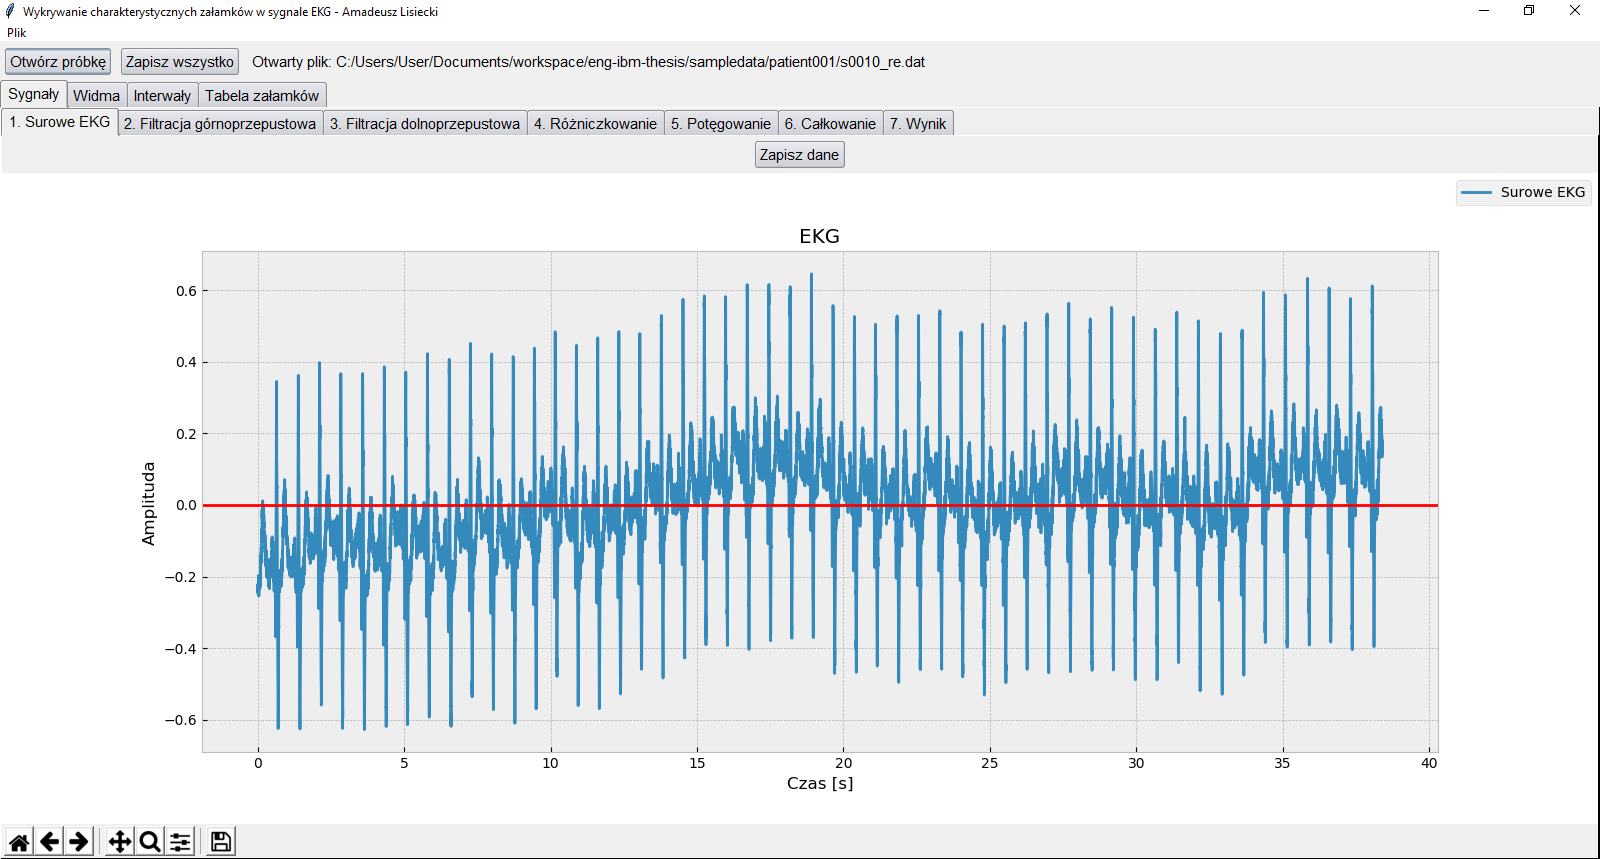 Wykrywanie charakterystycznych załamków w sygnale EKG - Amadeusz Lisiecki
Plik
Otwórz próbkę Zapisz wszystko Otwarty plik: C:/Users/User/Documents/workspace/eng-ibm-thesis/sampledata/patient001/s0010_re.dat
Sygnały Widma Interwały Tabela załamków
1. Surowe EKG 2. Filtracja górnoprzepustowa 3. Filtracja dolnoprzepustowa 4. Różniczkowanie 5. Potęgowanie 6. Całkowanie 7. Wynik
Zapisz dane
Surowe EKG
EKG
0.6
0.4
0.2
0.0
−0.2
−0.4
−0.6
Amplituda
0 5 10 15 20 25 30 35 40
Czas [s]